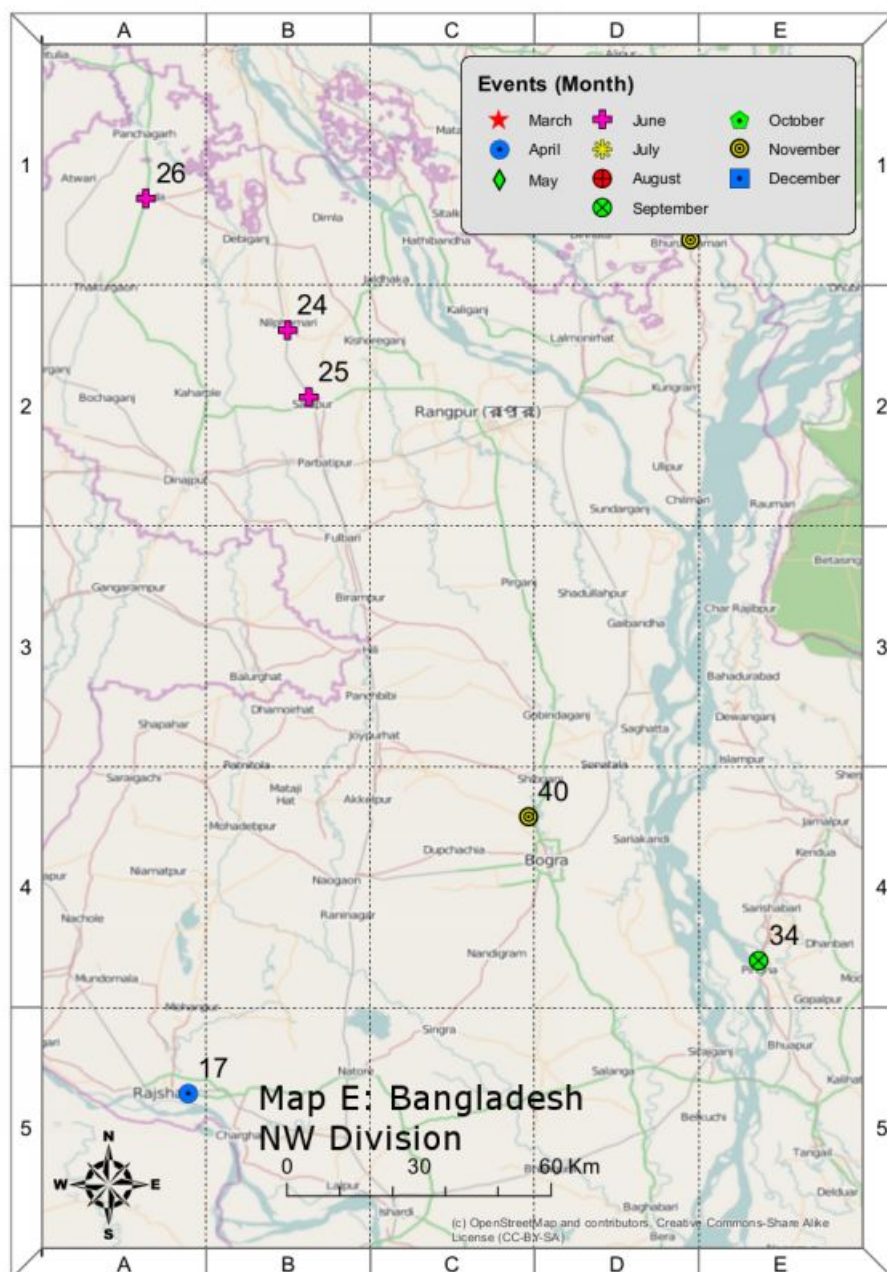 A B C D E
Events (Month)
March
June
October
April
July
November
May
August
December
September
1
1
Panchagarh
26
Atwari
Dimla
Debiganj
Hathibandha
Jaldhaka
Thakurgaon
Kaliganj
24
Kishoreganj
Lalmonirhat
25
Kurigram
Bochaganj
Kaharole
2
Rangpur
2
Parbatipur
Ulipur
Dinajpur
Chilmari
Raumari
Sundarganj
Fulbari
Betasing
Gangarampur
Pirganj
Shadullahpur
Birampur
Char Rajibpur
Gaibandha
3
3
Hili
Balurghat
Bahadurabad
Panchbibi
Dhamoirhat
Gobindaganj
Dewanganj
Shapahar
Saghatta
Joypurhat
Islampur
Patnitola
Sonatala
Saraigachi
Shibganj
Mataji
Hat
Akkelpur
40
Mohadebpur
Jamalpur
Sariakandi
Dupchachia
Kendua
Bogra
Niamatpur
Naogaon
4
4
Sarishabari
Nachole
Raninagar
34
Dhanbari
Nandigram
Mundomala
Gopalpur
Mohanpur
Singra
Bhuapur
Sirajganj
17
Natore
Salanga
Map E: Bangladesh
NW Division
Belkuchi
5
5
N
W E
S
0 30 60 Km
Tangail
Lalpur
Ishardi
Baghabari
Bera
(c) OpenStreetMap and contributors, Creative Commons-Share Alike
License (CC-BY-SA)
A B C D E